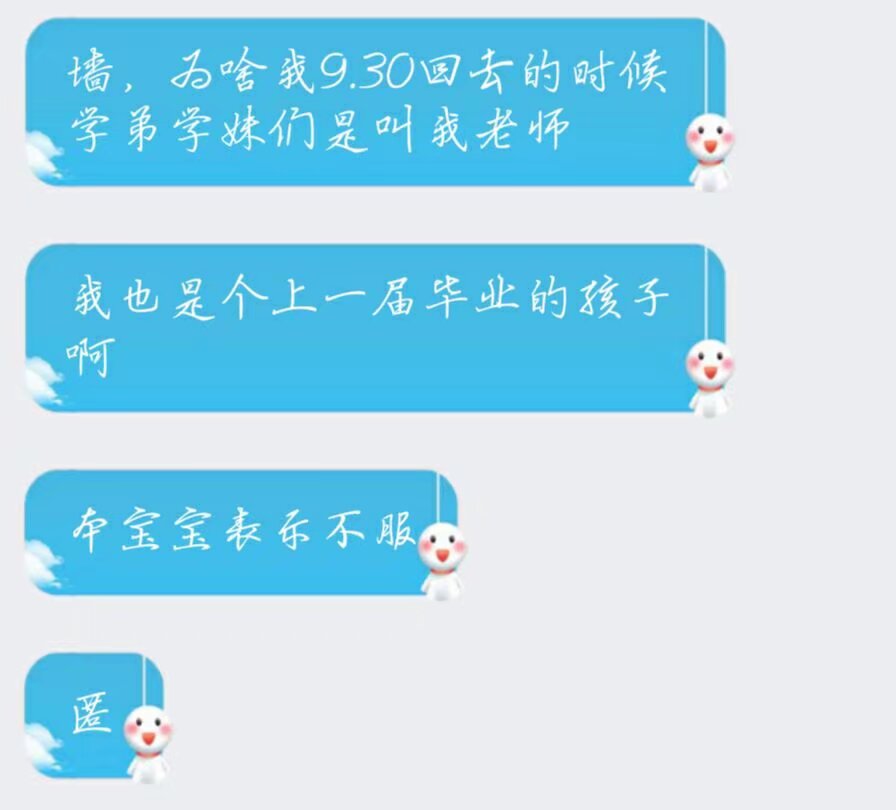 墙，为啥我9.30回去的时候
学弟学妹们是叫我老师
我也是个上一届毕业的孩子
啊
本宝宝表示不服
匿